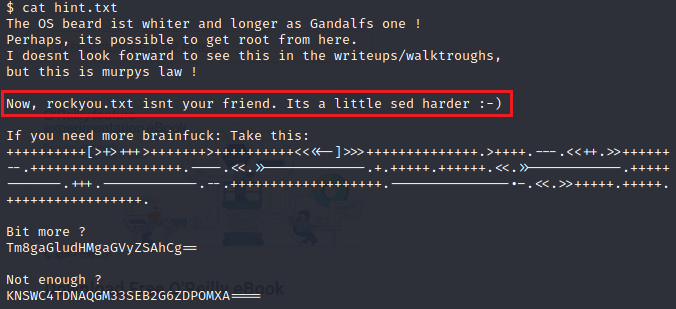 $ cat hint.txt
The OS beard ist whiter and longer as Gandalfs one !
Perhaps, its possible to get root from here.
I doesnt look forward to see this in the writeups/walktroughs,
but this is murpys law !
Now, rockyou.txt isnt your friend. Its a little sed harder :-)
If you need more brainfuck: Take this:
++++++++++[>+>+++>+++++++>++++++++++<<<<-]>>>++++++++++++++.>++++.---.<<++.>>++++++
+++++++++++++++++.
Bit more ?
Tm8gaGludHMgaGVyZSAhCg==
Not enough ?
KNSWC4TDNAQGM33SEB2G6ZDPOMXA====